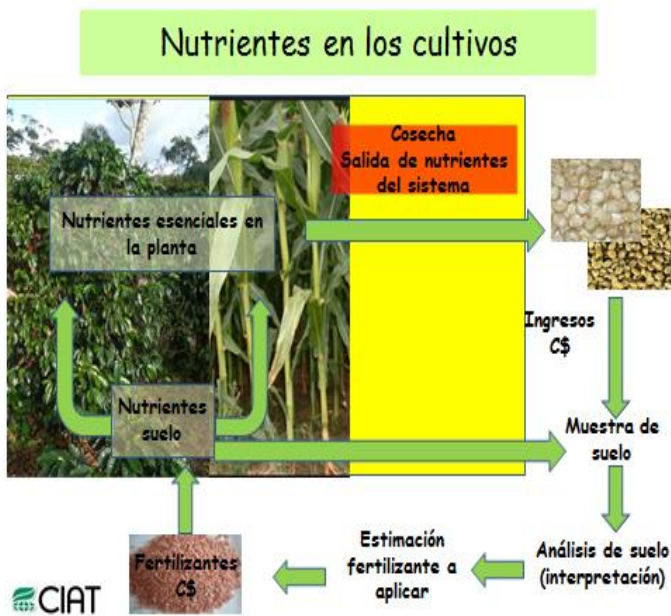 Nutrientes en los cultivos
Cosecha
Salida de nutrientes
del sistema
Nutrientes esenciales en
la planta
Ingresos
C$
Nutrientes
suelo
Muestra de
suelo
Fertilizantes
C$
Estimación
fertilizante a
aplicar
Análisis de suelo
(interpretación)
CIAT